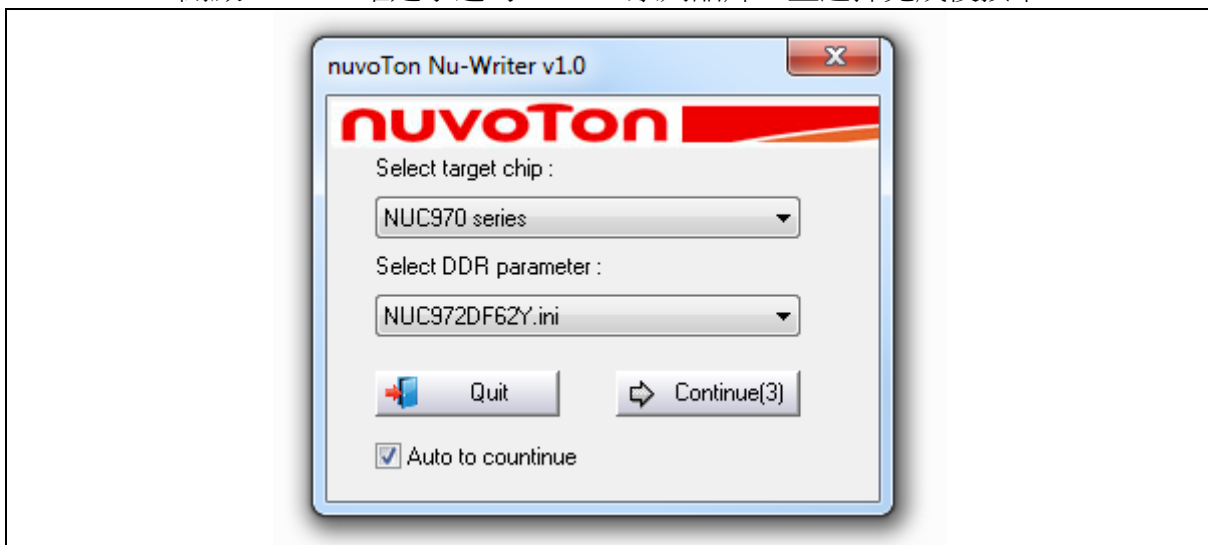 nuvoTon Nu-Writer v1.0
nuvoTon
Select target chip :
NUC970 series
Select DDR parameter :
NUC972DF62Y.ini
Quit
Continue(3)
Auto to countinue